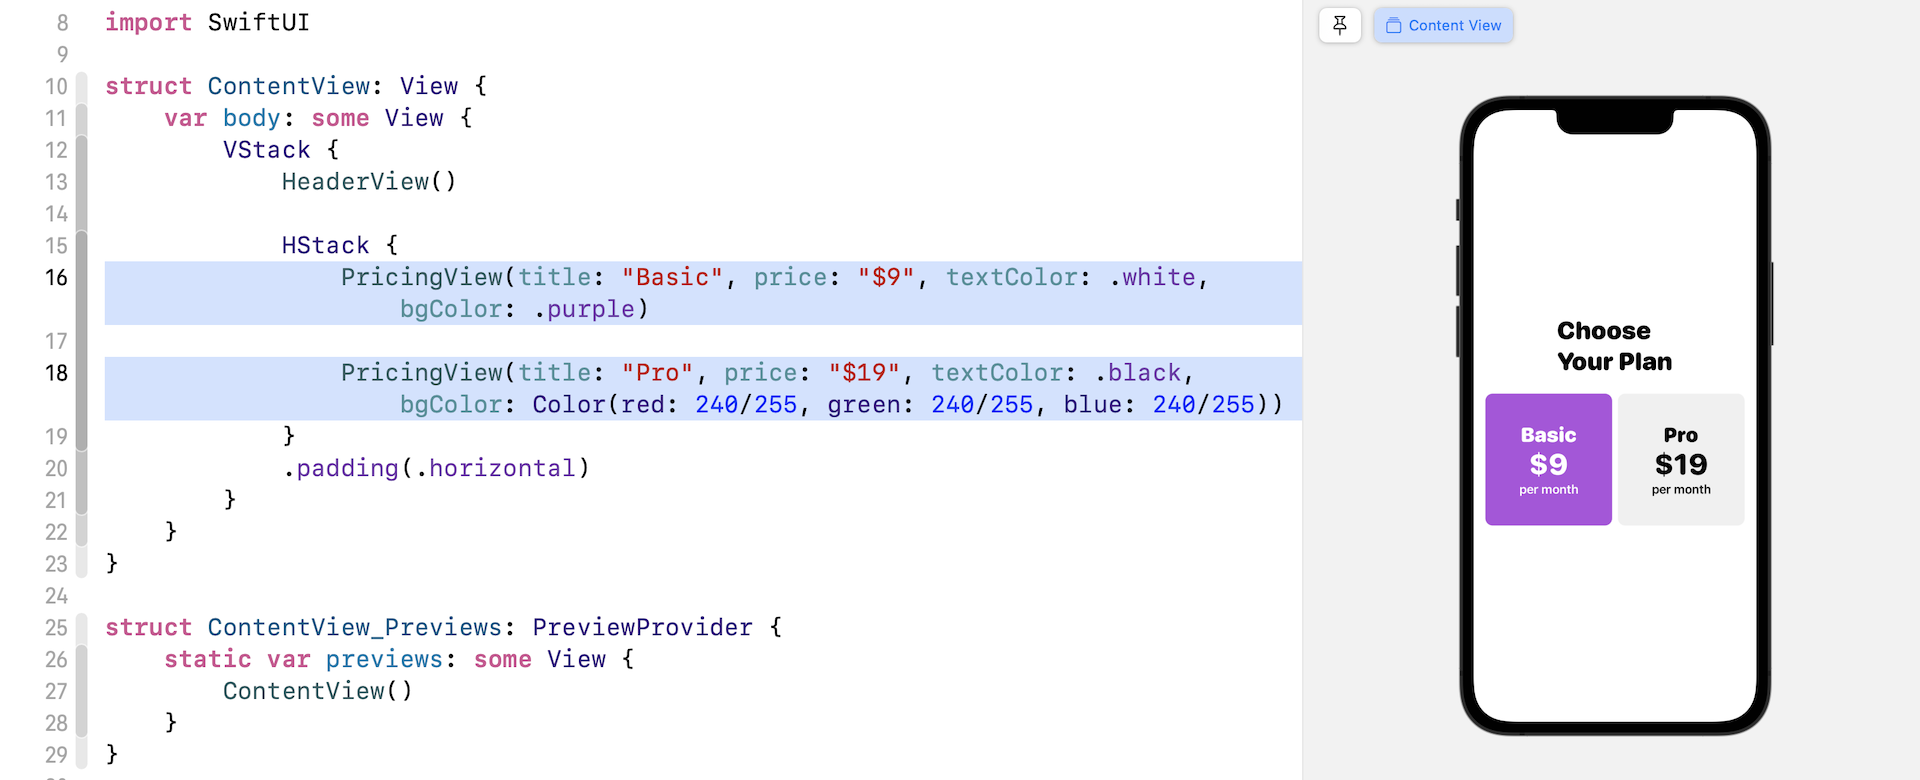 8 import SwiftUI
9
10 struct ContentView: View {
11 var body: some View {
12 VStack {
13 HeaderView()
14
15 HStack {
16 PricingView(title: "Basic", price: "$9", textColor: .white,
bgColor: .purple)
17
18 PricingView(title: "Pro", price: "$19", textColor: .black,
bgColor: Color(red: 240/255, green: 240/255, blue: 240/255))
19 }
20 .padding(.horizontal)
21 }
22 }
23 }
24
25 struct ContentView_Previews: PreviewProvider {
26 static var previews: some View {
27 ContentView()
28 }
29 }
Content View
Choose
Your Plan
Basic
$9
per month
Pro
$19
per month